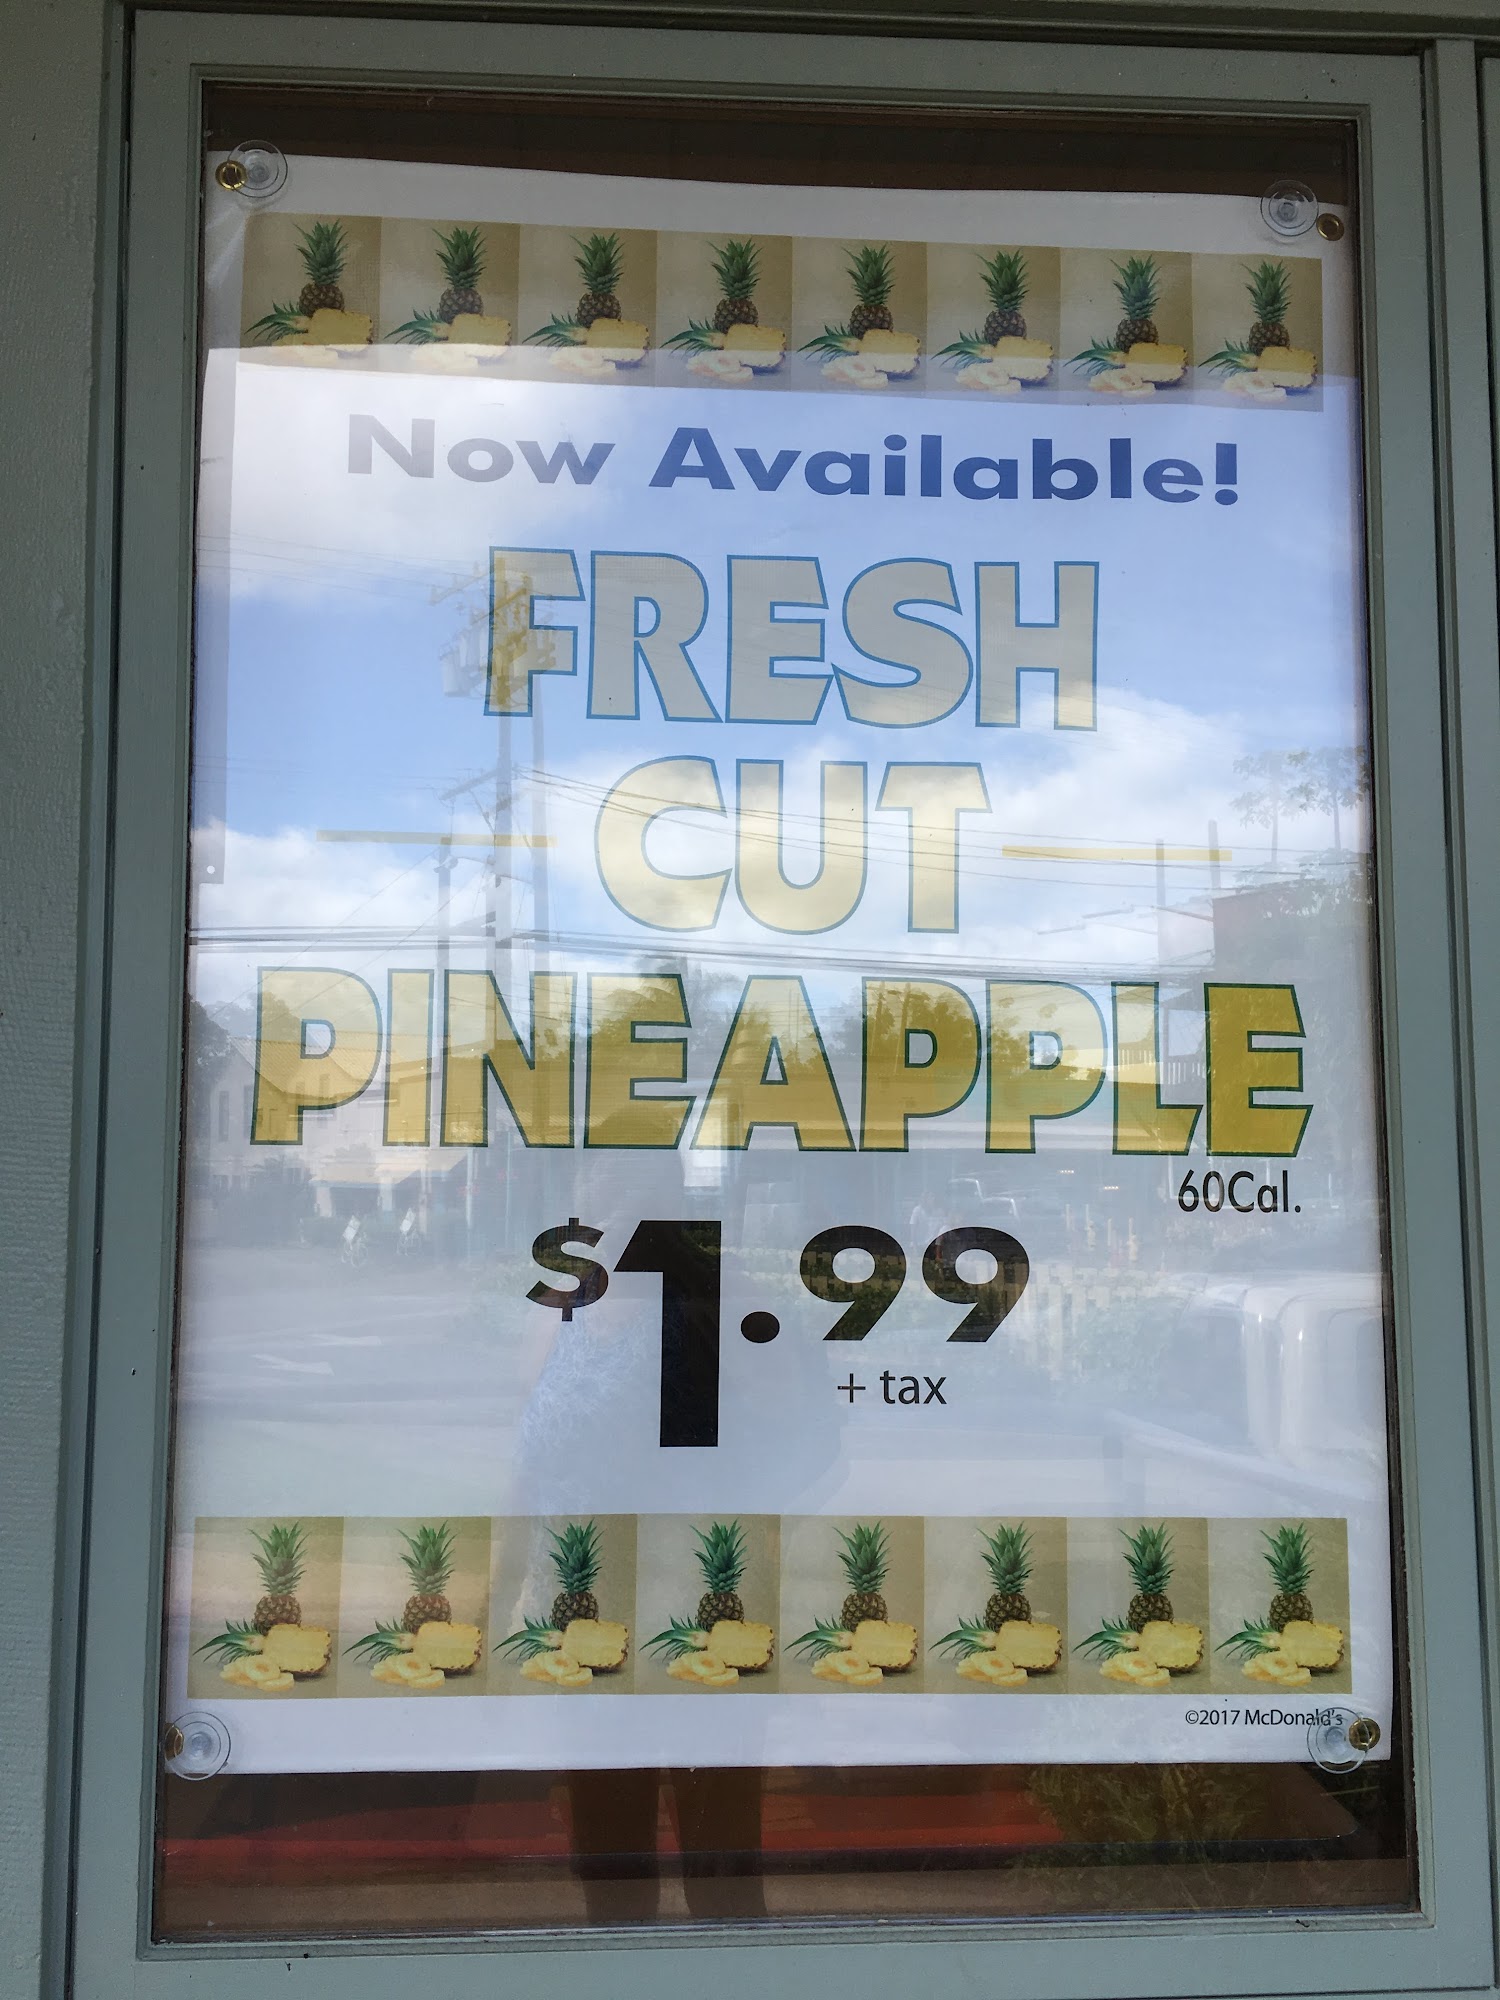 Now Available!
FRESH
CUT
PINEAPPLE
60Cal.
$1.99
+ tax
©2017 McDonald's